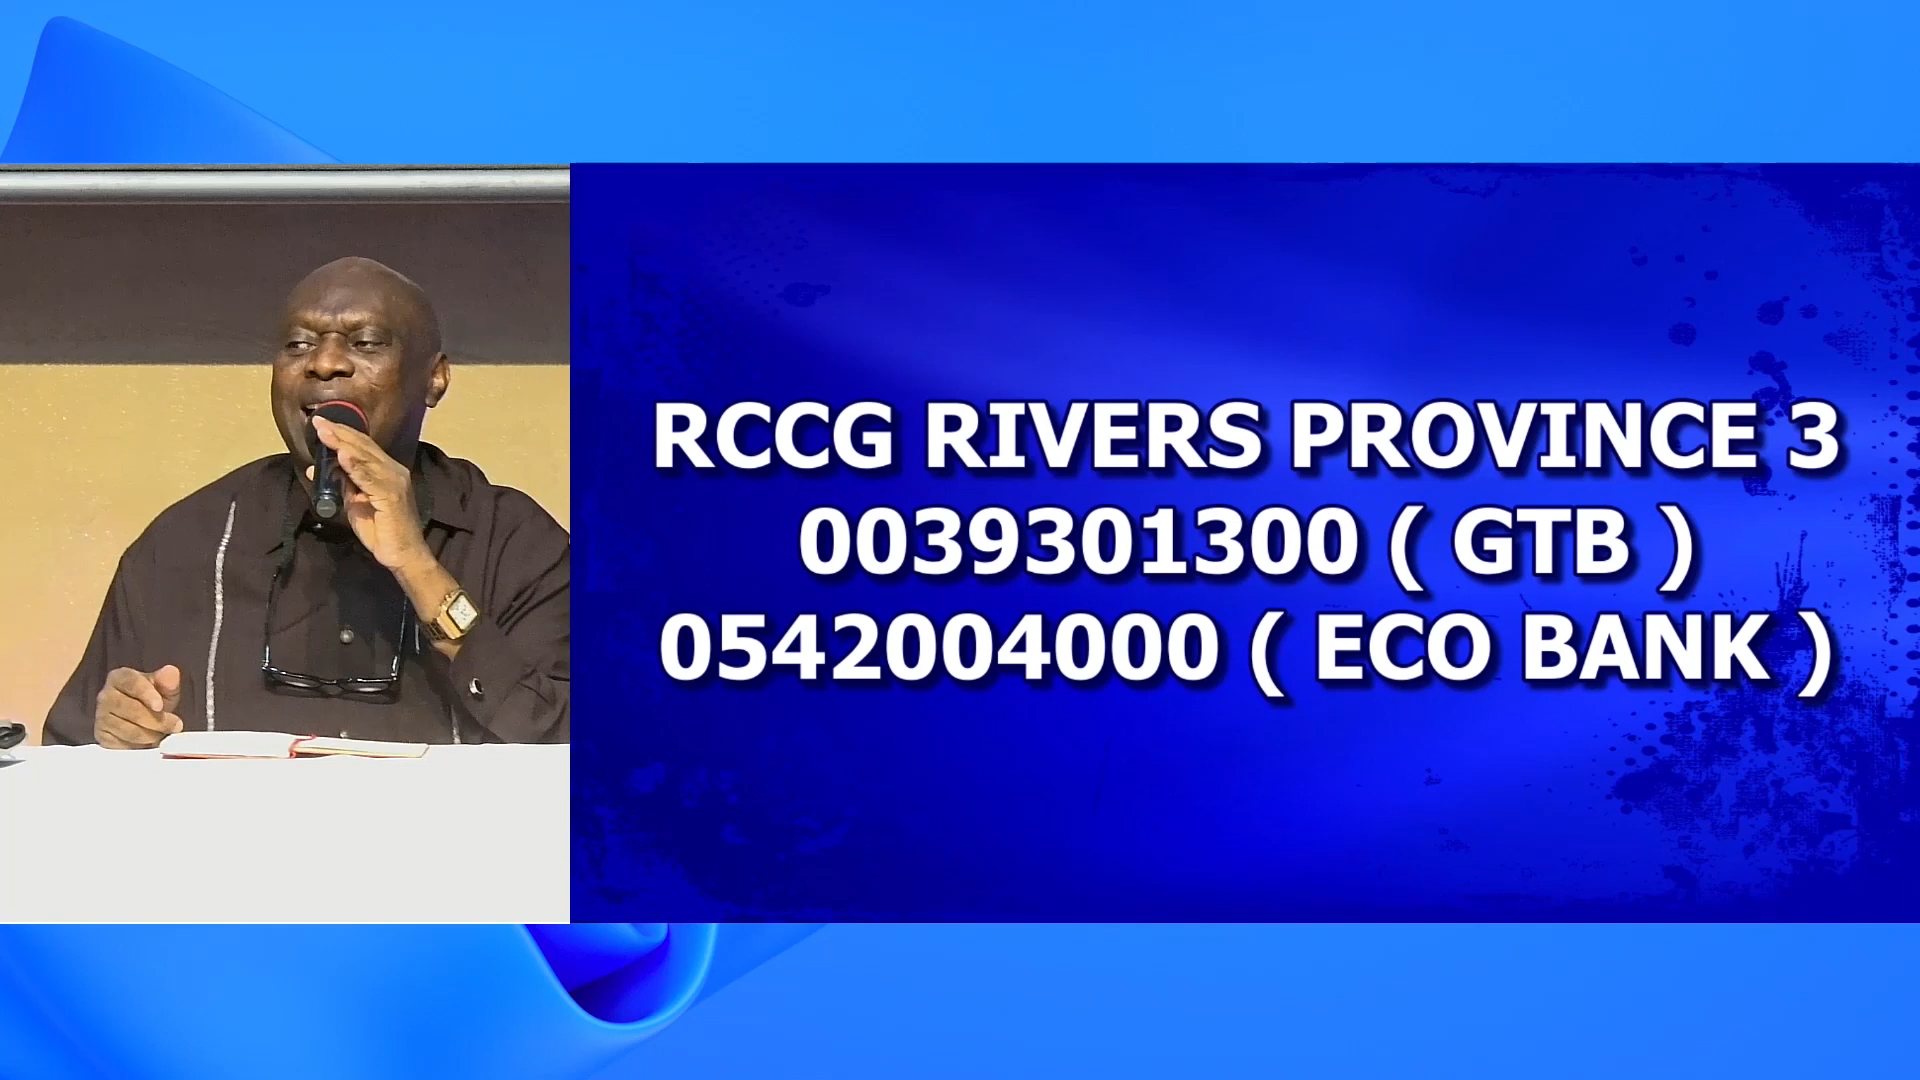 RCCG RIVERS PROVINCE 3
0039301300 ( GTB )
0542004000 ( ECO BANK )